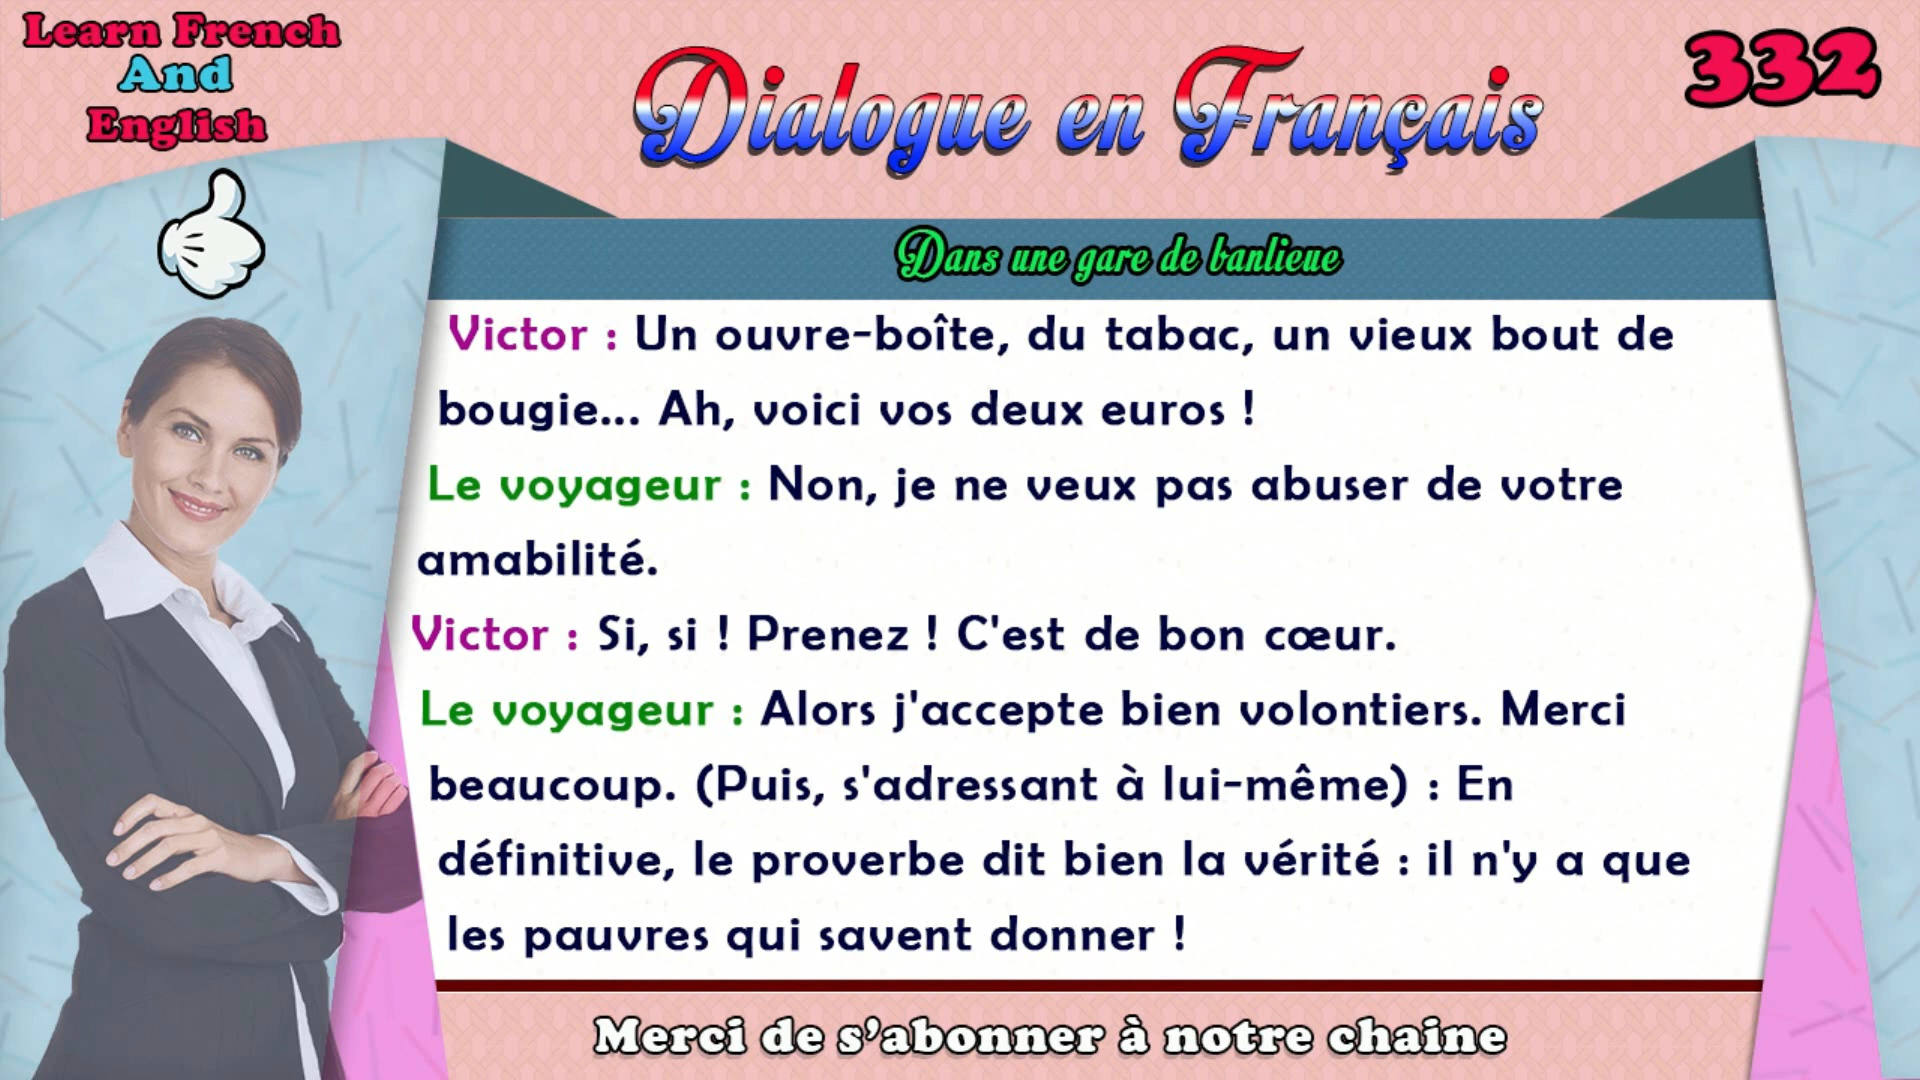 Learn French
And
English
Dialogue en Français
332
Dans une gare de banlieue
Victor : Un ouvre-boîte, du tabac, un vieux bout de
bougie... Ah, voici vos deux euros !
Le voyageur : Non, je ne veux pas abuser de votre
amabilité.
Victor : Si, si ! Prenez ! C'est de bon cœur.
Le voyageur : Alors j'accepte bien volontiers. Merci
beaucoup. (Puis, s'adressant à lui-même) : En
définitive, le proverbe dit bien la vérité : il n'y a que
les pauvres qui savent donner !
Merci de s’abonner à notre chaine